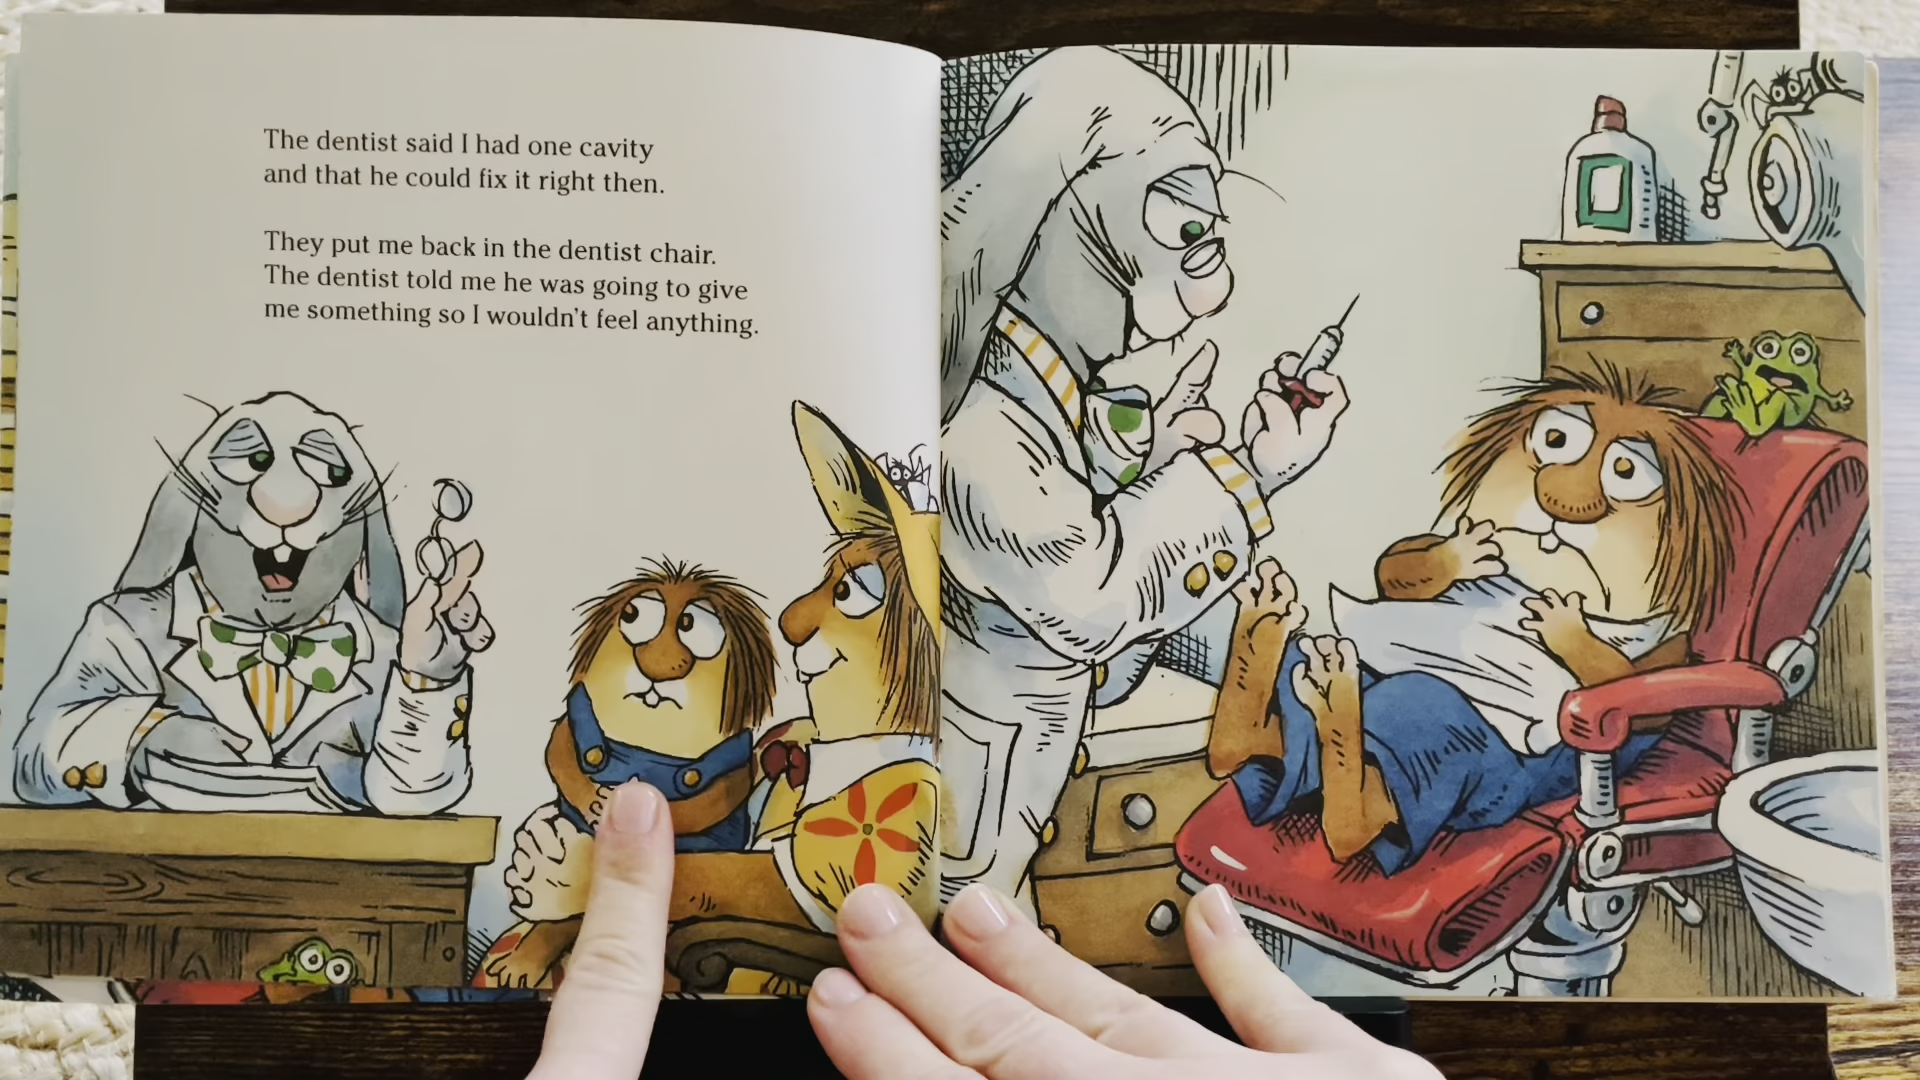 The dentist said I had one cavity
and that he could fix it right then.
They put me back in the dentist chair.
The dentist told me he was going to give
me something so I wouldn't feel anything.